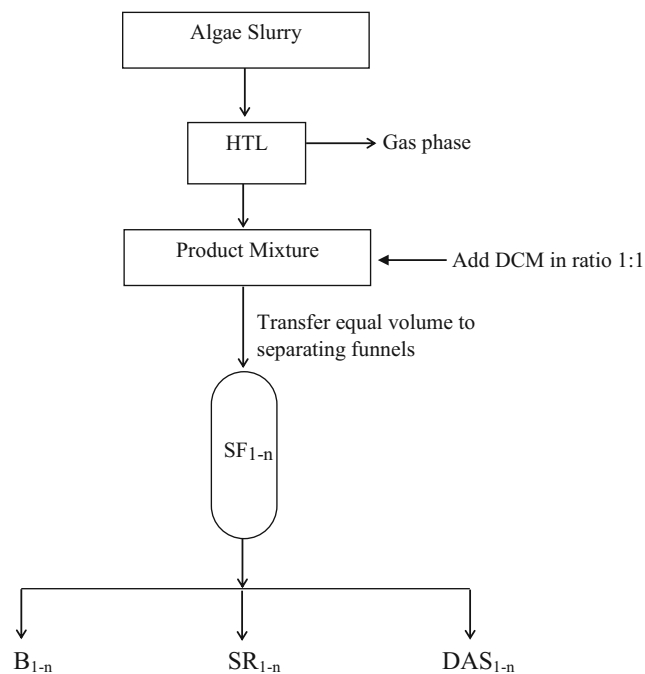 Algae Slurry
HTL
Gas phase
Product Mixture
Add DCM in ratio 1:1
Transfer equal volume to
separating funnels
SF1-n
B1-n
SR1-n
DAS1-n